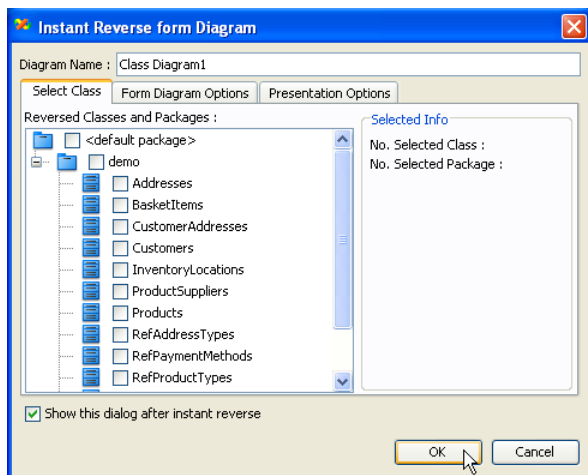 Instant Reverse form Diagram
Diagram Name : Class Diagram1
Select Class Form Diagram Options Presentation Options
Reversed Classes and Packages :
<default package>
demo
Addresses
BasketItems
CustomerAddresses
Customers
InventoryLocations
ProductSuppliers
Products
RefAddressTypes
RefPaymentMethods
RefProductTypes
Selected Info
No. Selected Class :
No. Selected Package :
Show this dialog after instant reverse
OK Cancel